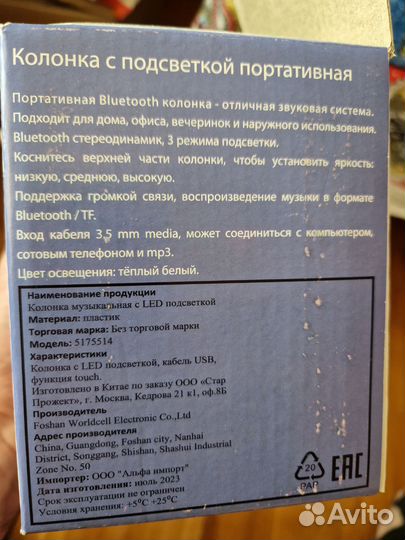 Колонка с подсветкой портативная
Портативная Bluetooth колонка - отличная звуковая система.
Подходит для дома, офиса, вечеринок и наружного использования.
Bluetooth стереодинамик, 3 режима подсветки.
Коснитесь верхней части колонки, чтобы установить яркость:
низкую, среднюю, высокую.
Поддержка громкой связи, воспроизведение музыки в формате
Bluetooth / TF.
Вход кабеля 3,5 mm media, может соединиться с компьютером,
сотовым телефоном и mp3.
Цвет освещения: тёплый белый.
Наименование продукции
Колонка музыкальная с LED подсветкой
Материал: пластик
Торговая марка: Без торговой марки
Модель: 5175514
Характеристики
Колонка с LED подсветкой, кабель USB,
функция touch.
Изготовлено в Китае по заказу ООО «Стар
Прожект», г. Москва, Кедрова 21 к1, оф.8Б
Производитель
Foshan Worldcell Electronic Co.,Ltd
Адрес производителя
China, Guangdong, Foshan city, Nanhai
District, Songgang, Shishan, Shashui Industrial
Zone No. 50
Импортер: ООО "Альфа импорт"
Дата изготовления: июль 2023
Срок эксплуатации не ограничен
Условия хранения: +5°C +25°C
20
PAP
EAC
Avito